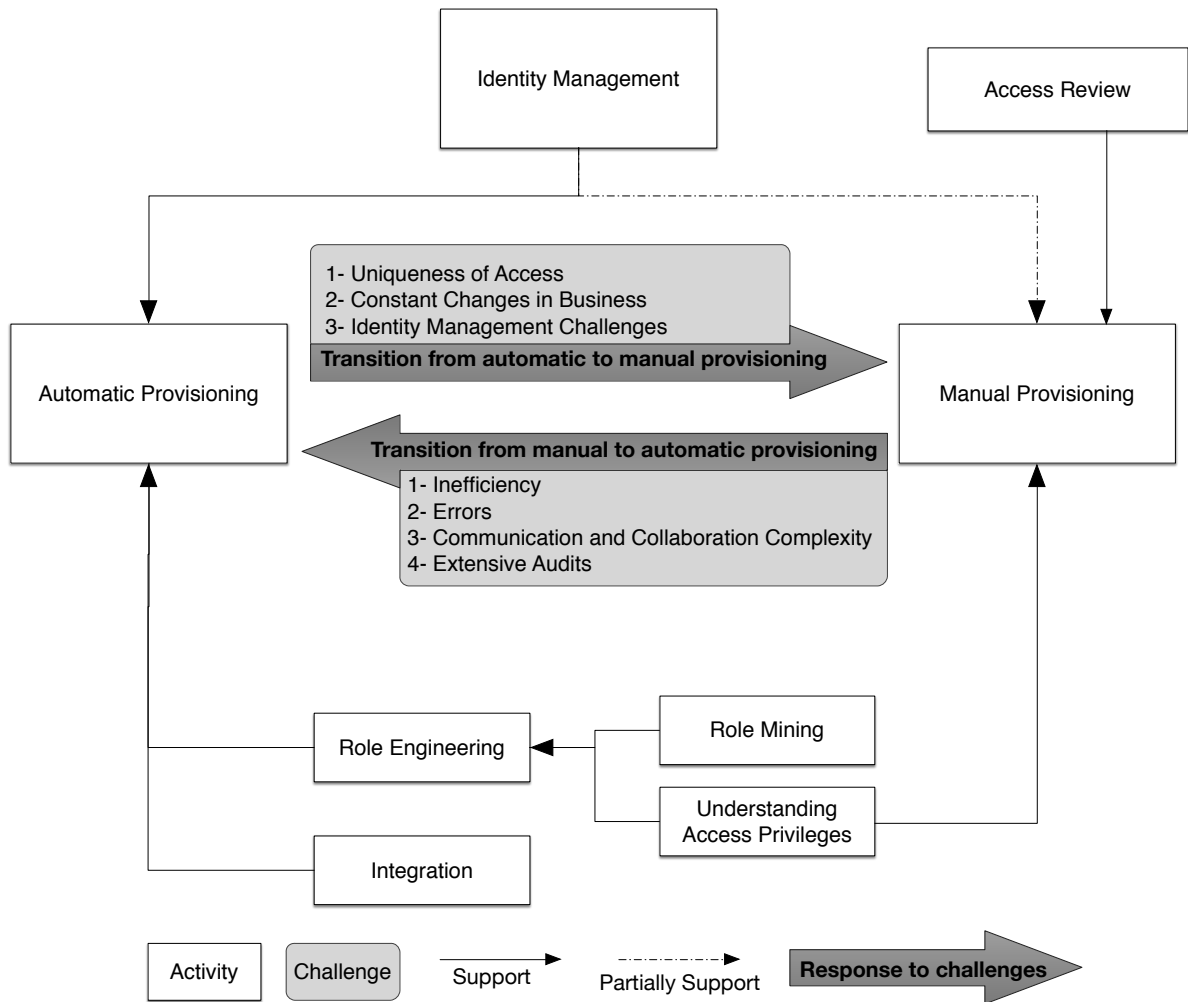 Identity Management
Access Review
1- Uniqueness of Access
2- Constant Changes in Business
3- Identity Management Challenges
Transition from automatic to manual provisioning
Automatic Provisioning
Manual Provisioning
Transition from manual to automatic provisioning
1- Inefficiency
2- Errors
3- Communication and Collaboration Complexity
4- Extensive Audits
Role Engineering
Role Mining
Understanding
Access Privileges
Integration
Activity
Challenge
Support
Partially Support
Response to challenges